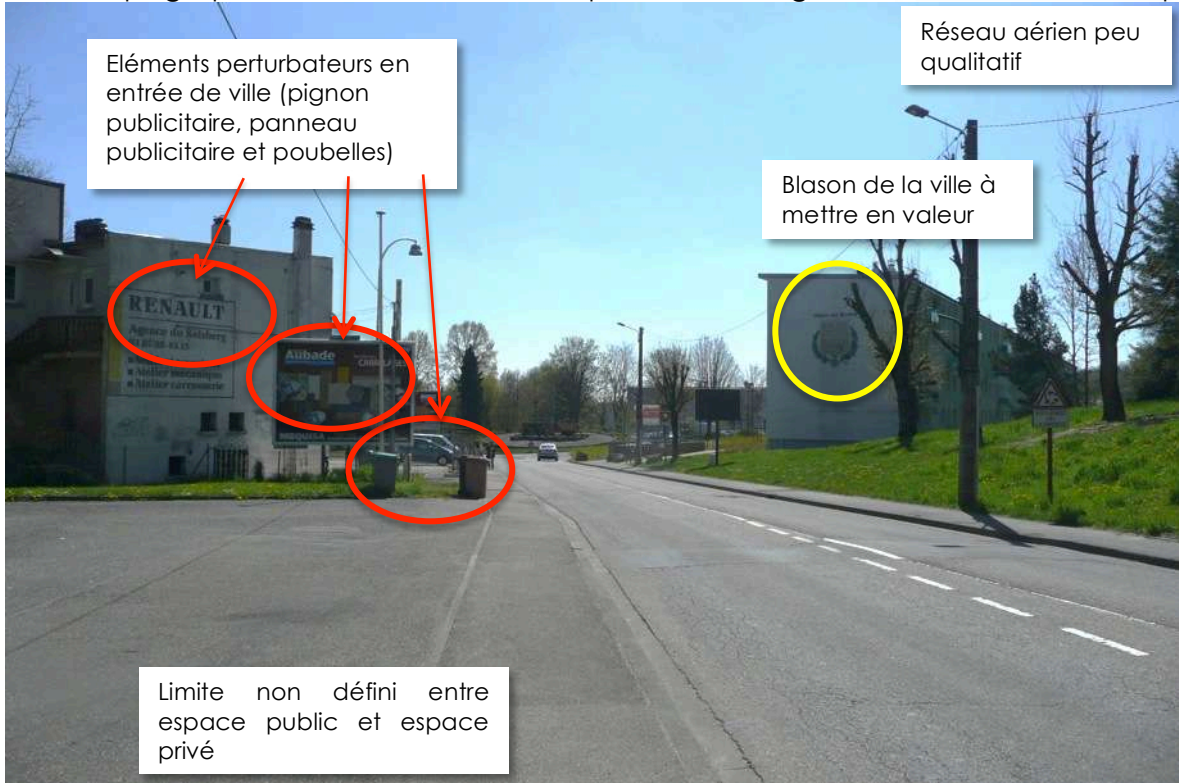 Réseau aérien peu
qualitatif
Eléments perturbateurs en
entrée de ville (pignon
publicitaire, panneau
publicitaire et poubelles)
Blason de la ville à
mettre en valeur
RENAULT
Agence du
Atelier mécanique
Atelier carrosserie
Aubade
CARRELAGES
Limite non défini entre
espace public et espace
privé